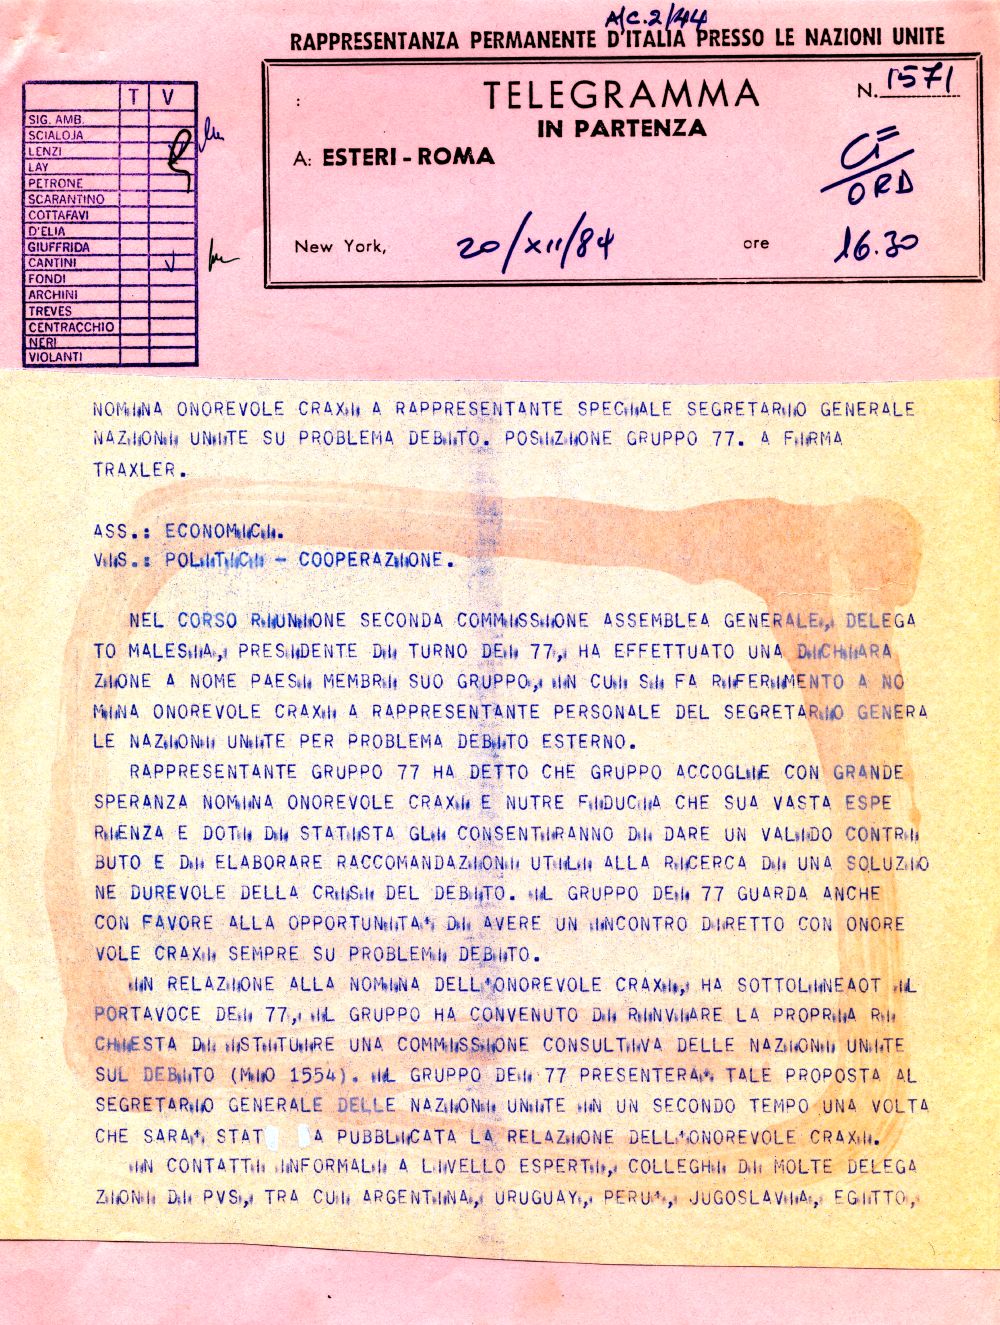 A/C.2/44
RAPPRESENTANZA PERMANENTE D'ITALIA PRESSO LE NAZIONI UNITE
: TELEGRAMMA N. 1571
IN PARTENZA
A: ESTERI - ROMA
ORD
New York, 20/XII/84 ore 16.30
T V
SIG. AMB.
SCIALOJA
LENZI
LAY
PETRONE
SCARANTINO
COTTAFAVI
D'ELIA
GIUFFRIDA
CANTINI
FONDI
ARCHINI
TREVES
CENTRACCHIO
NERI
VIOLANTI
NOMINA ONOREVOLE CRAXI A RAPPRESENTANTE SPECIALE SEGRETARIO GENERALE
NAZIONI UNITE SU PROBLEMA DEBITO. POSIZIONE GRUPPO 77. A FIRMA
TRAXLER.
ASS.: ECONOMICI.
VIS.: POLITICI - COOPERAZIONE.
NEL CORSO RIUNIONE SECONDA COMMISSIONE ASSEMBLEA GENERALE, DELEGA
TO MALESIA, PRESIDENTE DI TURNO DEI 77, HA EFFETTUATO UNA DICHIARA
ZIONE A NOME PAESI MEMBRI SUO GRUPPO, IN CUI SI FA RIFERIMENTO A NO
MINA ONOREVOLE CRAXI A RAPPRESENTANTE PERSONALE DEL SEGRETARIO GENERA
LE NAZIONI UNITE PER PROBLEMA DEBITO ESTERNO.
RAPPRESENTANTE GRUPPO 77 HA DETTO CHE GRUPPO ACCOGLIE CON GRANDE
SPERANZA NOMINA ONOREVOLE CRAXI E NUTRE FIDUCIA CHE SUA VASTA ESPE
RIENZA E DOTI DI STATISTA GLI CONSENTIRANNO DI DARE UN VALIDO CONTRI
BUTO E DI ELABORARE RACCOMANDAZIONI UTILI ALLA RICERCA DI UNA SOLUZIO
NE DUREVOLE DELLA CRISI DEL DEBITO. IL GRUPPO DEI 77 GUARDA ANCHE
CON FAVORE ALLA OPPORTUNITA' DI AVERE UN INCONTRO DIRETTO CON ONORE
VOLE CRAXI SEMPRE SU PROBLEMI DEBITO.
IN RELAZIONE ALLA NOMINA DELL'ONOREVOLE CRAXI, HA SOTTOLINEAOT IL
PORTAVOCE DEI 77, IL GRUPPO HA CONVENUTO DI RINVIARE LA PROPRIA RI
CHIESTA DI ISTITUIRE UNA COMMISSIONE CONSULTIVA DELLE NAZIONI UNITE
SUL DEBITO (MIO 1554). IL GRUPPO DEI 77 PRESENTERA' TALE PROPOSTA AL
SEGRETARIO GENERALE DELLE NAZIONI UNITE IN UN SECONDO TEMPO UNA VOLTA
CHE SARA' STAT A PUBBLICATA LA RELAZIONE DELL'ONOREVOLE CRAXI.
IN CONTATTI INFORMALI A LIVELLO ESPERTI, COLLEGHI DI MOLTE DELEGA
ZIONI DI PVS, TRA CUI ARGENTINA, URUGUAY, PERU', JUGOSLAVIA, EGITTO,